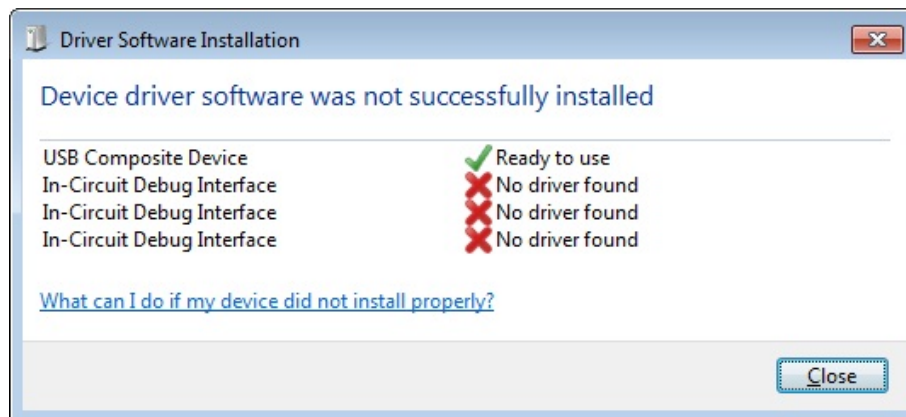 Driver Software Installation
Device driver software was not successfully installed
USB Composite Device Ready to use
In-Circuit Debug Interface No driver found
In-Circuit Debug Interface No driver found
In-Circuit Debug Interface No driver found
What can I do if my device did not install properly?
Close